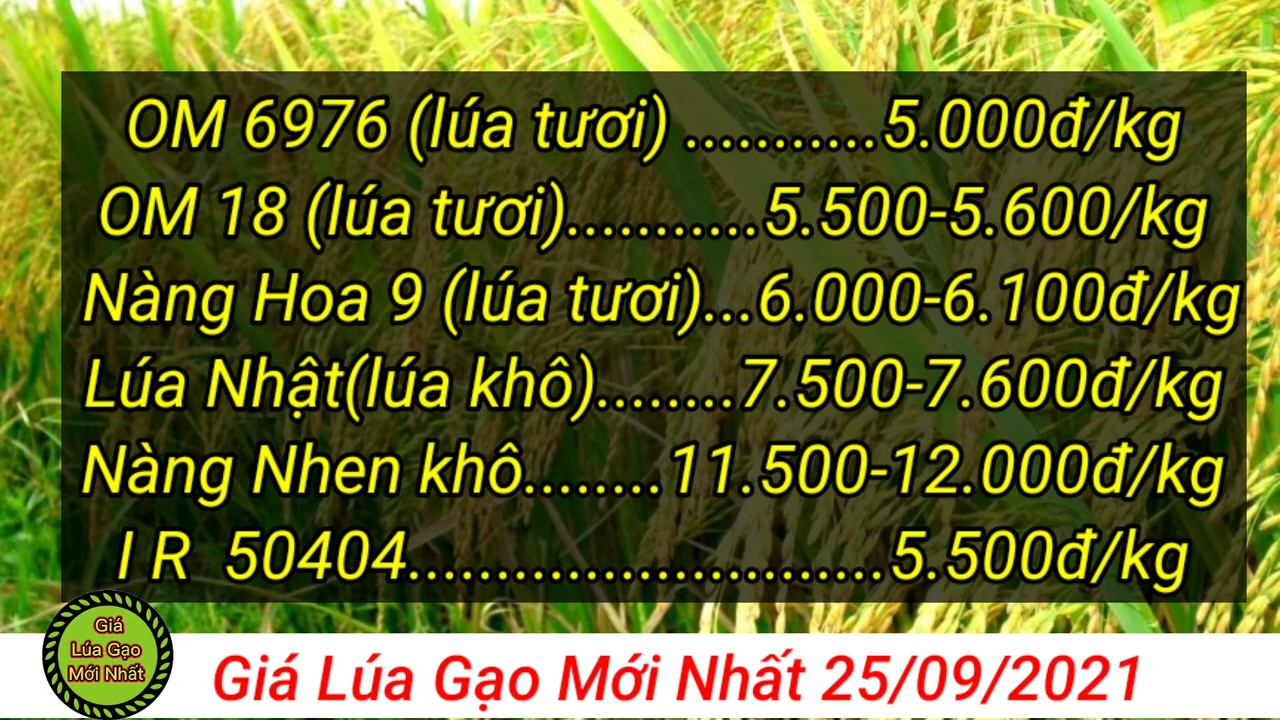 OM 6976 (lúa tươi) ...........5.000đ/kg
OM 18 (lúa tươi)...........5.500-5.600/kg
Nàng Hoa 9 (lúa tươi)...6.000-6.100đ/kg
Lúa Nhật(lúa khô)........7.500-7.600đ/kg
Nàng Nhen khô........11.500-12.000đ/kg
I R  50404...........................5.500đ/kg
Giá
Lúa Gạo
Mới Nhất
Giá Lúa Gạo Mới Nhất 25/09/2021